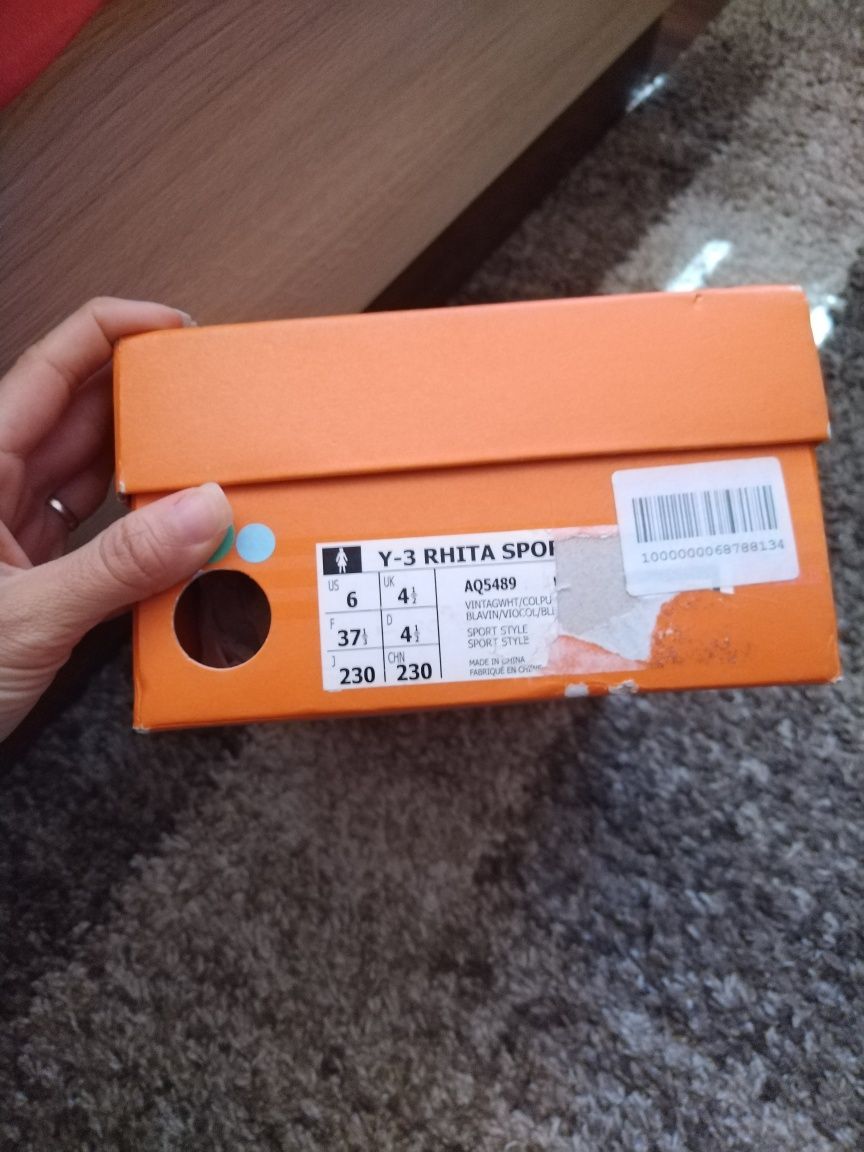 Y-3 RHITA SPOR
US 6 UK 4½
F 37⅓ D 4½
J 230 CHN 230
AQ5489
VINTAGWHT/COLPU
BLAVIN/VIOCOL/BL
SPORT STYLE
SPORT STYLE
MADE IN CHINA
FABRIQUÉ EN CHINE
1000000068788134